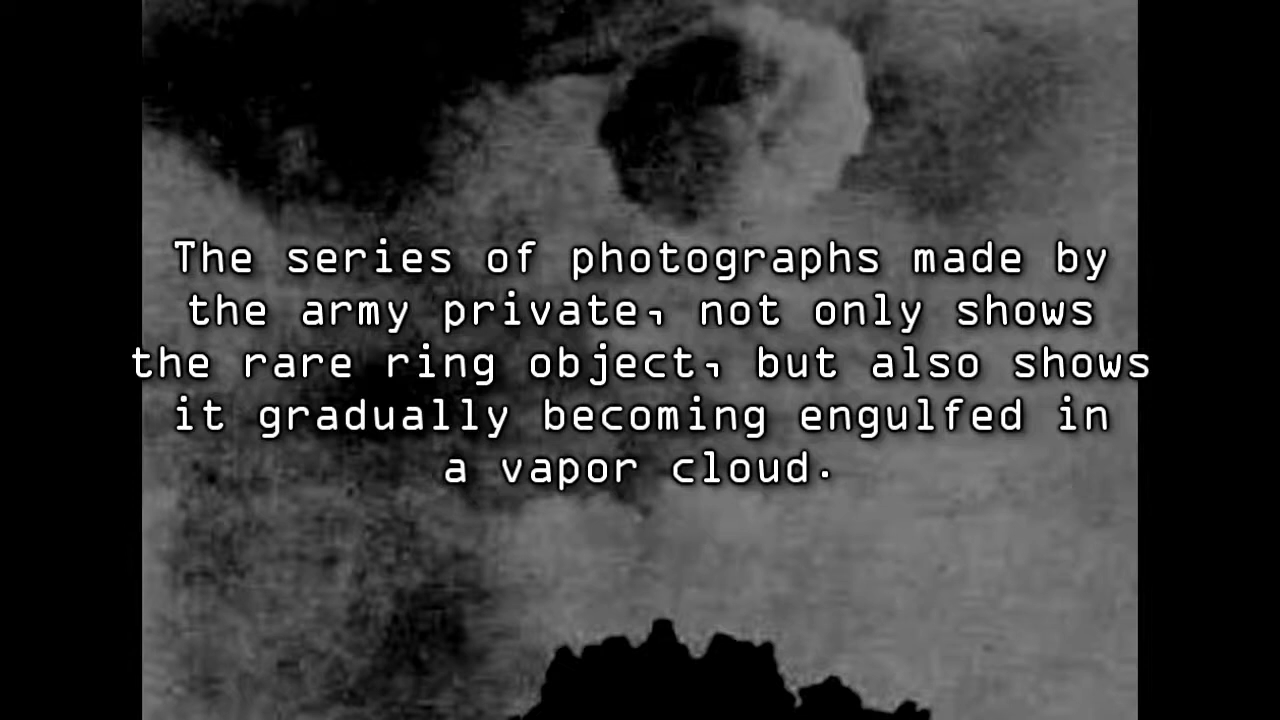 The series of photographs made by
the army private, not only shows
the rare ring object, but also shows
it gradually becoming engulfed in
a vapor cloud.